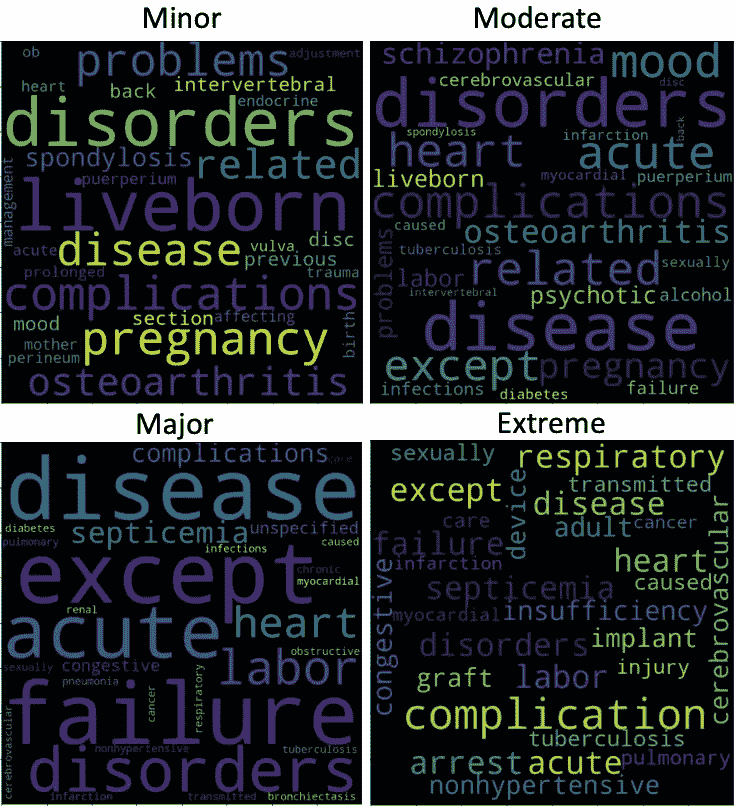 Minor
ob
problems
adjustment
heart
back
intervertebral
endocrine
disorders
spondylosis
related
puerperium
management
liveborn
acute
disease
vulva
disc
previous
prolonged
trauma
complications
mood
section
affecting
birth
mother
pregnancy
perineum
osteoarthritis
Moderate
schizophrenia
mood
cerebrovascular
disc
disorders
spondylosis
infarction
back
heart
acute
liveborn
myocardial
puerperium
complications
caused
osteoarthritis
tuberculosis
problems
labor
related
sexually
intervertebral
psychotic
alcohol
disease
except
pregnancy
infections
diabetes
failure
Major
complications
care
disease
diabetes
septicemia
unspecified
pulmonary
infections
caused
except
chronic
myocardial
renal
acute
heart
obstructive
sexually
congestive
labor
pneumonia
cancer
respiratory
failure
cerebrovascular
nonhypertensive
tuberculosis
disorders
infarction
transmitted
bronchiectasis
Extreme
sexually
respiratory
except
device
transmitted
disease
care
adult
cancer
failure
infarction
heart
cerebrovascular
congestive
septicemia
caused
myocardial
insufficiency
disorders
implant
graft
labor
injury
complication
tuberculosis
arrest
acute
pulmonary
nonhypertensive